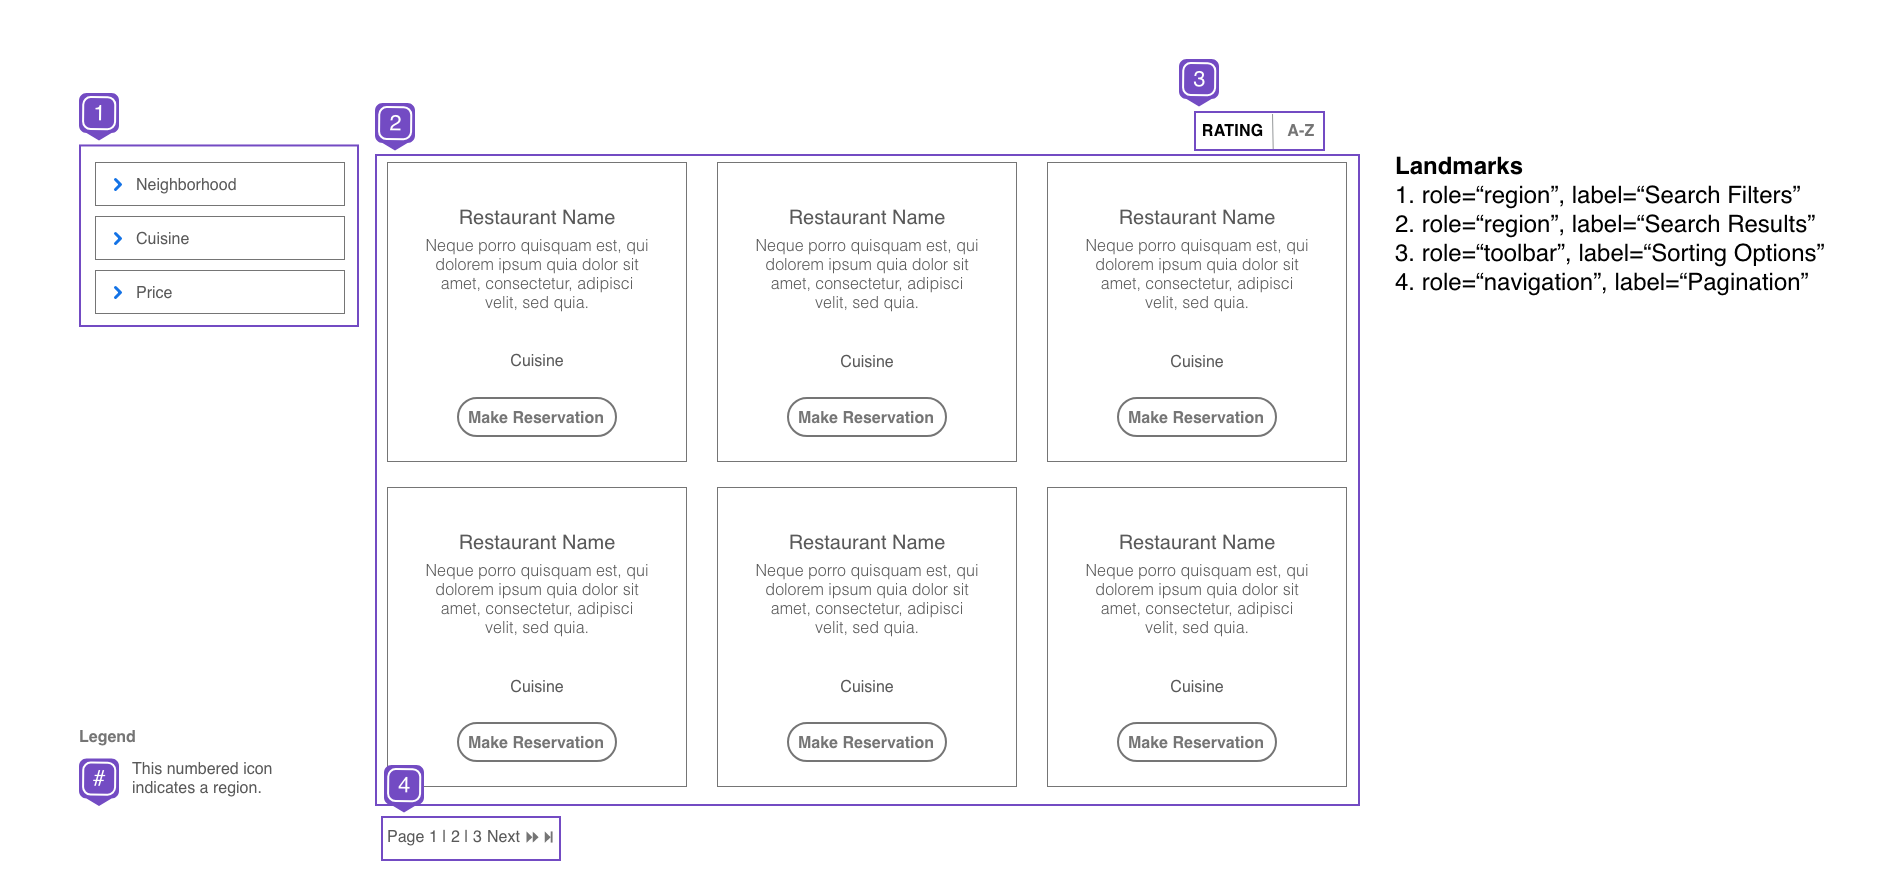 1
Neighborhood
Cuisine
Price
2
3
RATING
A-Z
Restaurant Name
Neque porro quisquam est, qui
dolorem ipsum quia dolor sit
amet, consectetur, adipisci
velit, sed quia.
Cuisine
Make Reservation
Restaurant Name
Neque porro quisquam est, qui
dolorem ipsum quia dolor sit
amet, consectetur, adipisci
velit, sed quia.
Cuisine
Make Reservation
Restaurant Name
Neque porro quisquam est, qui
dolorem ipsum quia dolor sit
amet, consectetur, adipisci
velit, sed quia.
Cuisine
Make Reservation
Restaurant Name
Neque porro quisquam est, qui
dolorem ipsum quia dolor sit
amet, consectetur, adipisci
velit, sed quia.
Cuisine
Make Reservation
Restaurant Name
Neque porro quisquam est, qui
dolorem ipsum quia dolor sit
amet, consectetur, adipisci
velit, sed quia.
Cuisine
Make Reservation
Restaurant Name
Neque porro quisquam est, qui
dolorem ipsum quia dolor sit
amet, consectetur, adipisci
velit, sed quia.
Cuisine
Make Reservation
4
Page 1 | 2 | 3 Next
Landmarks
1. role=“region”, label=“Search Filters”
2. role=“region”, label=“Search Results”
3. role=“toolbar”, label=“Sorting Options”
4. role=“navigation”, label=“Pagination”
Legend
#
This numbered icon
indicates a region.